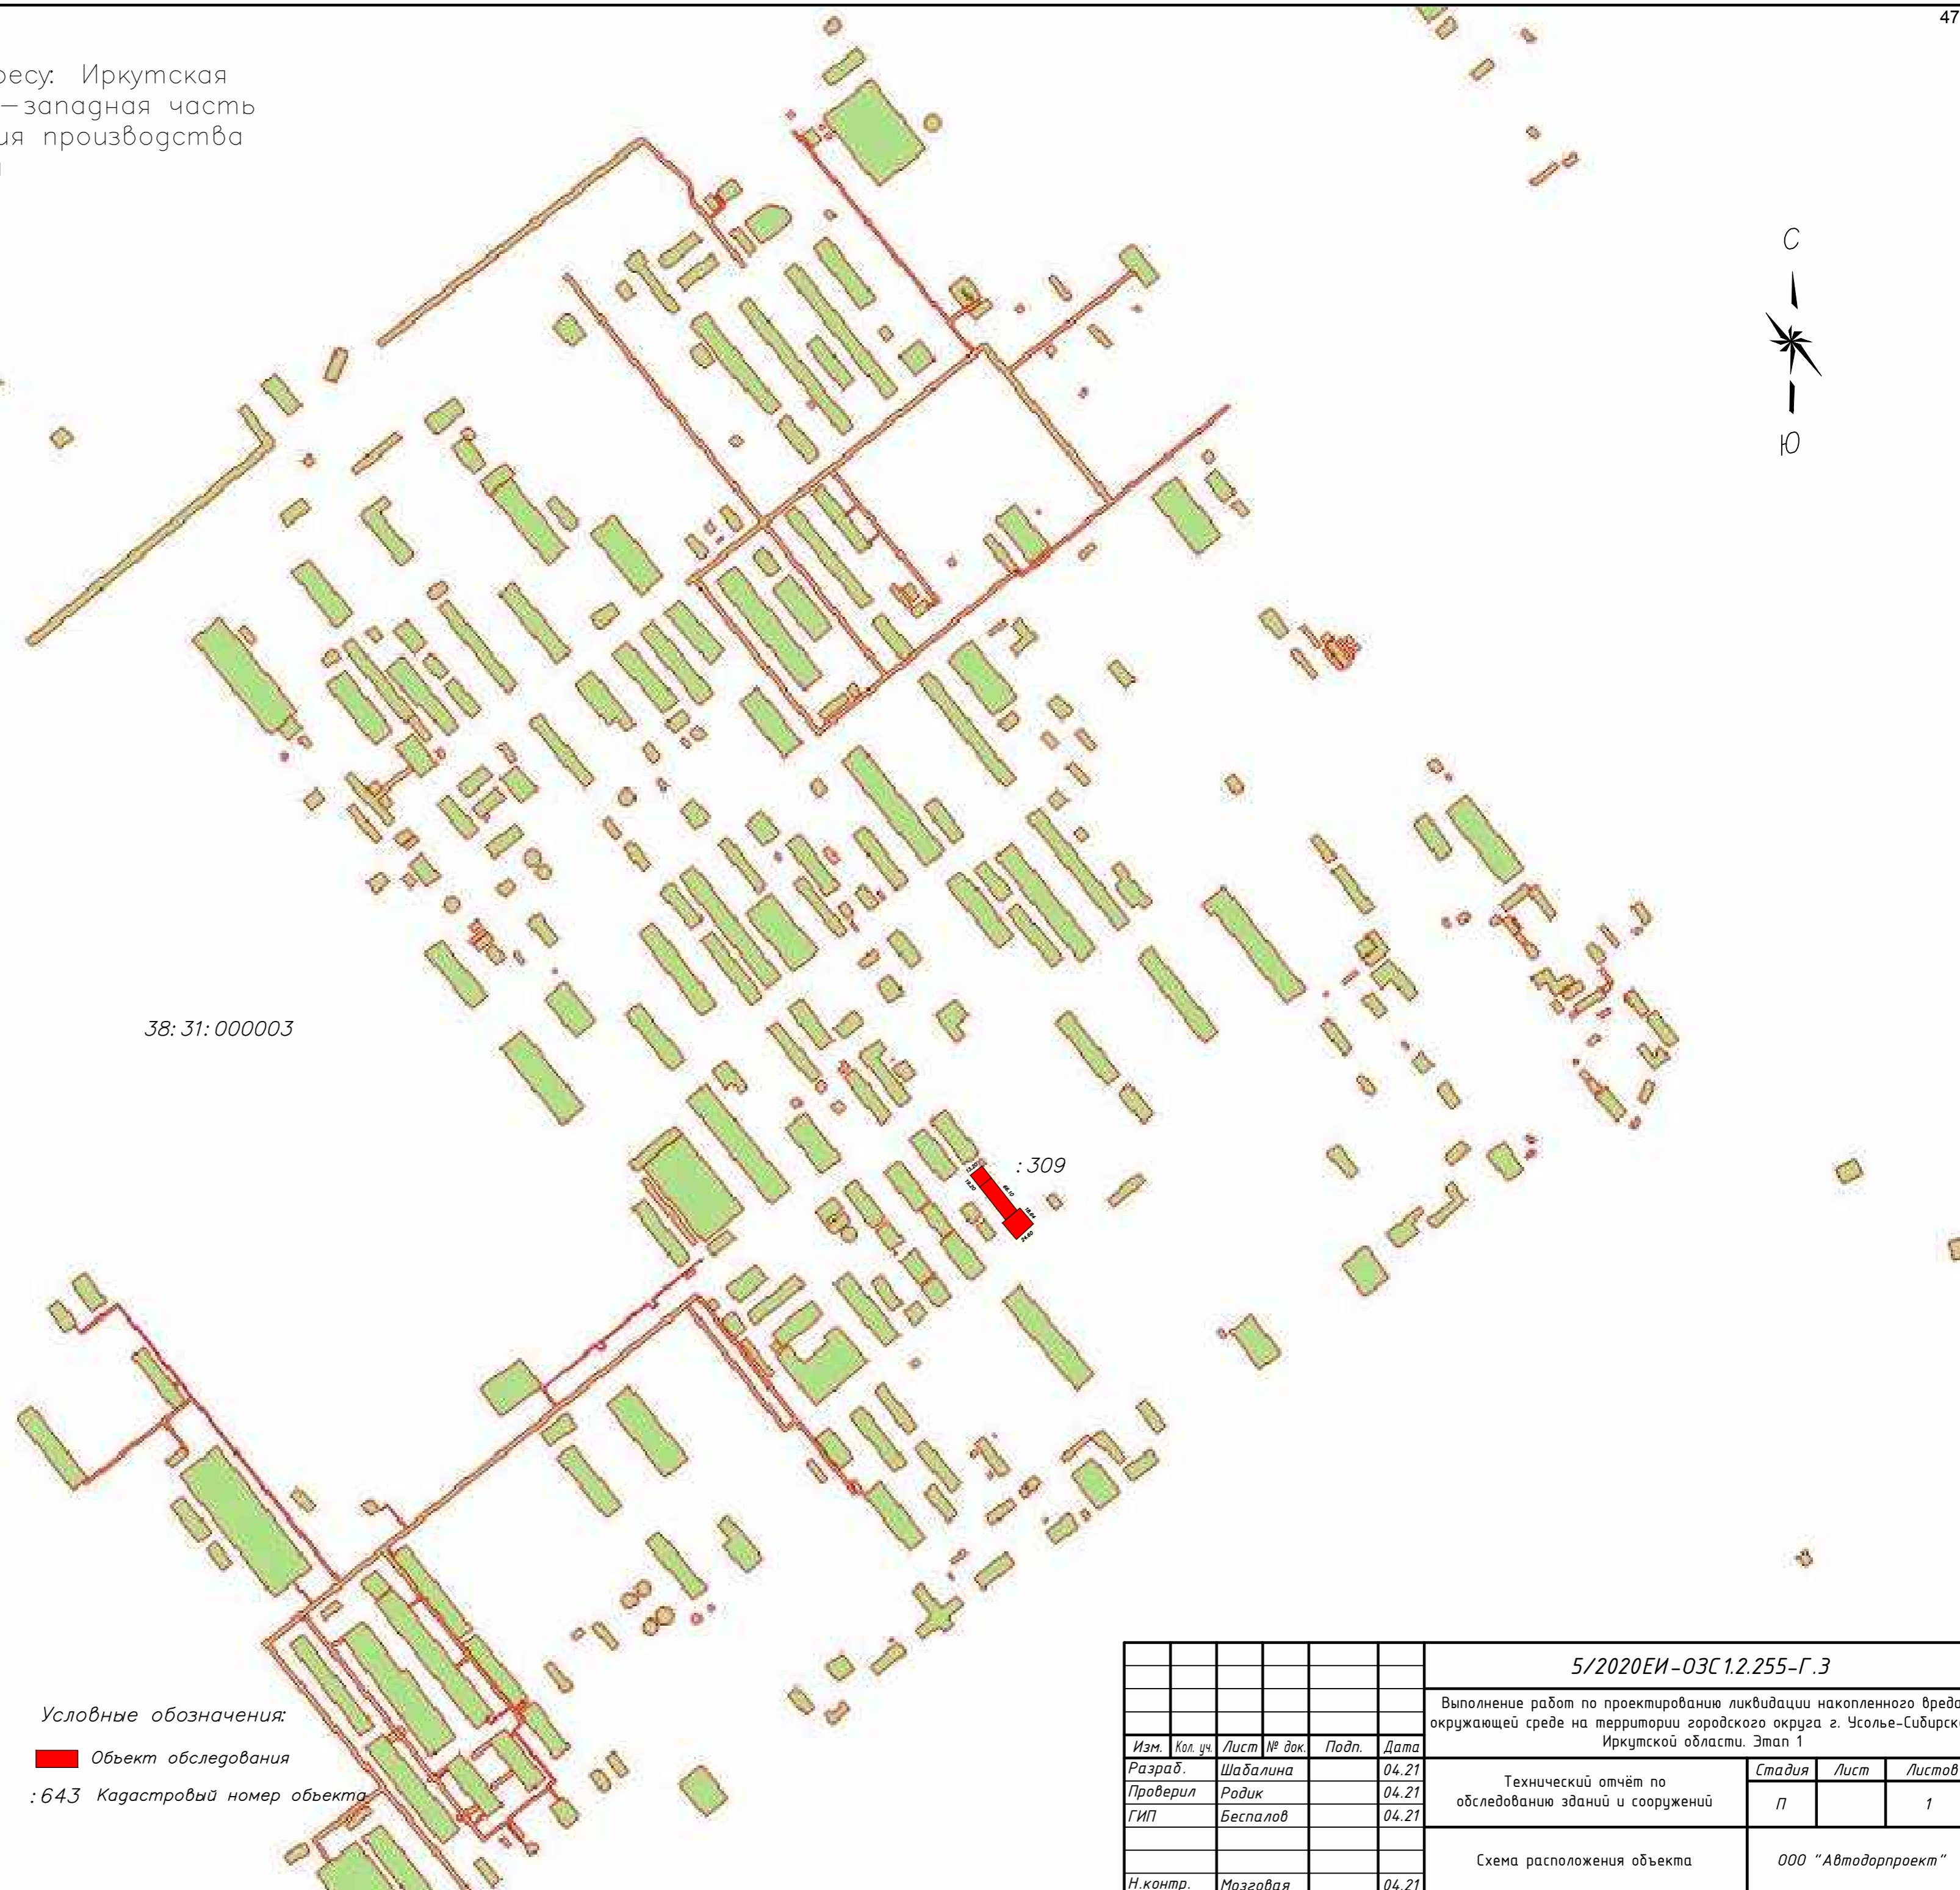 47
ресу: Иркутская
–западная часть
ия производства
С
Ю
38:31:000003
:309
Условные обозначения:
Объект обследования
:643 Кадастровый номер объекта
5/2020ЕИ-ОЗС1.2.255-Г.3
Выполнение работ по проектированию ликвидации накопленного вреда
окружающей среде на территории городского округа г. Усолье-Сибирск
Иркутской области. Этап 1
Изм. Кол. уч. Лист № док. Подп. Дата
Разраб. Шабалина 04.21
Проверил Родик 04.21
ГИП Беспалов 04.21
Технический отчёт по
обследованию зданий и сооружений
Стадия Лист Листов
П 1
Схема расположения объекта
ООО "Автодорпроект"
Н.контр. Мозговая 04.21